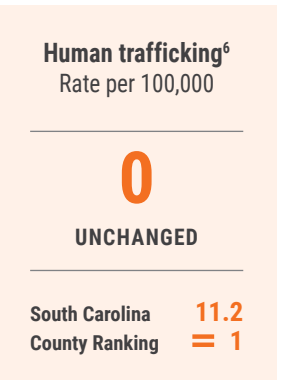 Human trafficking⁶
Rate per 100,000
0
UNCHANGED
South Carolina 11.2
County Ranking = 1